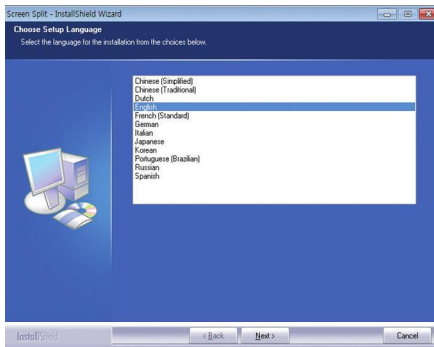 Screen Split - InstallShield Wizard
Choose Setup Language
Select the language for the installation from the choices below.
Chinese (Simplified)
Chinese (Traditional)
Dutch
English
French (Standard)
German
Italian
Japanese
Korean
Portuguese (Brazilian)
Russian
Spanish
InstallShield
< Back
Next >
Cancel